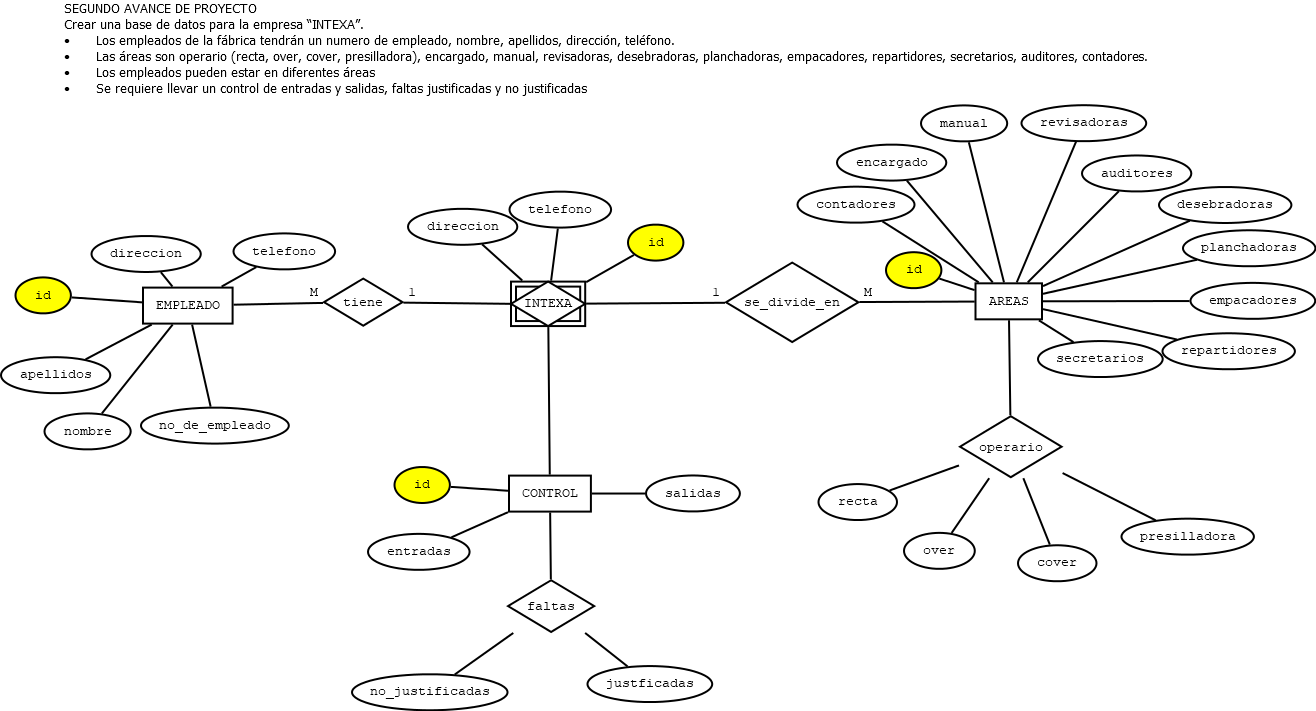 SEGUNDO AVANCE DE PROYECTO
Crear una base de datos para la empresa “INTEXA”.
• Los empleados de la fábrica tendrán un numero de empleado, nombre, apellidos, dirección, teléfono.
• Las áreas son operario (recta, over, cover, presilladora), encargado, manual, revisadoras, desebradoras, planchadoras, empacadores, repartidores, secretarios, auditores, contadores.
• Los empleados pueden estar en diferentes áreas
• Se requiere llevar un control de entradas y salidas, faltas justificadas y no justificadas
manual
revisadoras
encargado
auditores
contadores
desebradoras
telefono
direccion
id
planchadoras
telefono
direccion
id
id
empacadores
EMPLEADO
M
tiene
1
INTEXA
1
se_divide_en
M
AREAS
repartidores
secretarios
apellidos
nombre
no_de_empleado
operario
id
CONTROL
salidas
entradas
recta
over
cover
presilladora
faltas
no_justificadas
justficadas